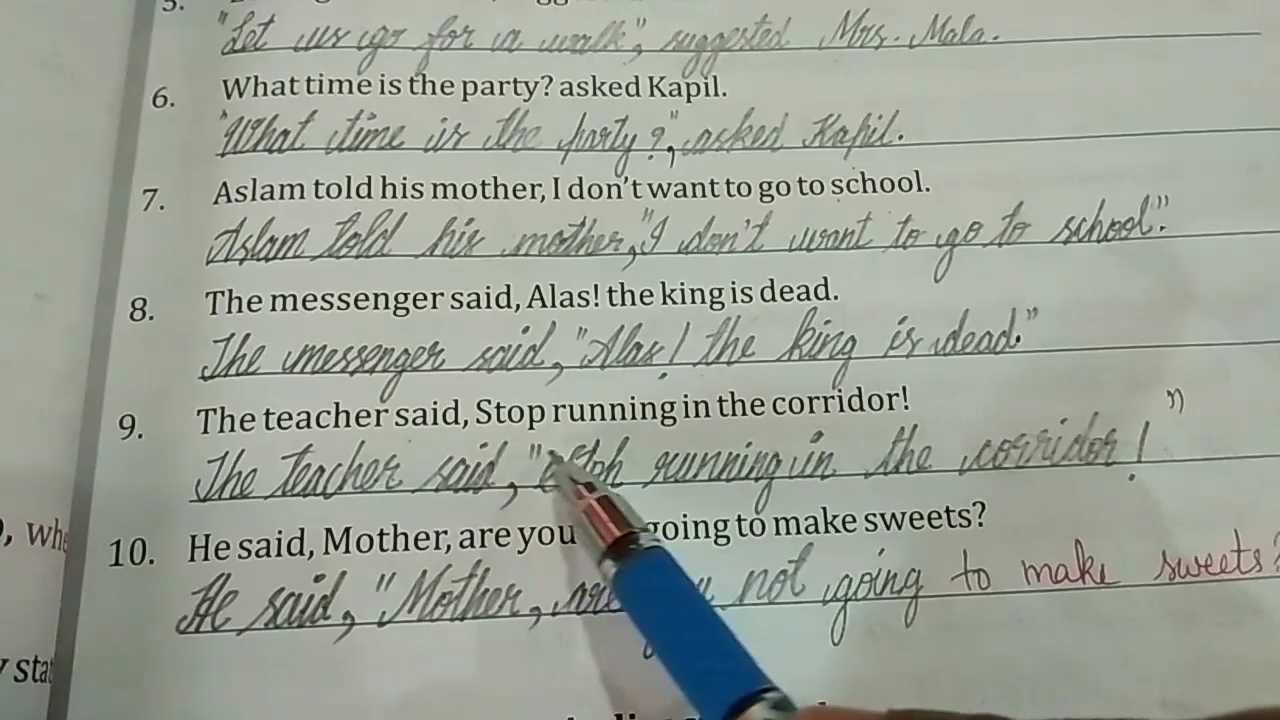 5.
"Let us go for a walk", suggested Mrs. Mala.
6. What time is the party? asked Kapil.
"What time is the party?", asked Kapil.
7. Aslam told his mother, I don't want to go to school.
Aslam told his mother, "I don't want to go to school".
8. The messenger said, Alas! the king is dead.
The messenger said, "Alas! the king is dead."
9. The teacher said, Stop running in the corridor!
The teacher said, "Stop running in the corridor!"
10. He said, Mother, are you going to make sweets?
He said, "Mother, are not going to make sweets?